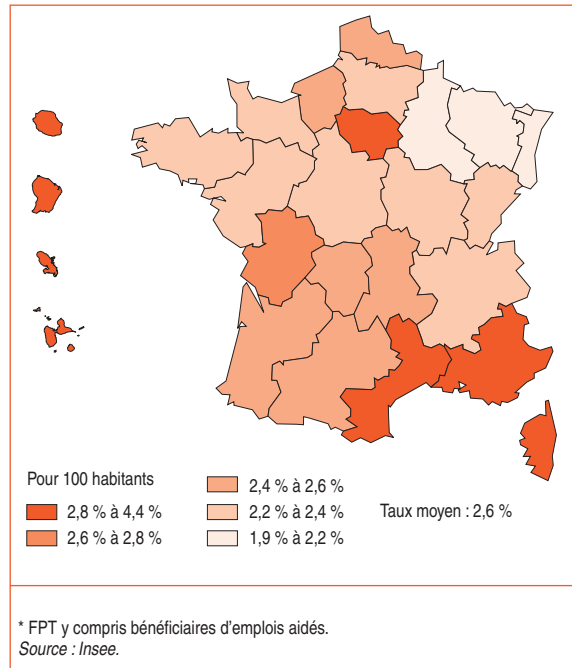 Pour 100 habitants
2,8 % à 4,4 %
2,6 % à 2,8 %
2,4 % à 2,6 %
2,2 % à 2,4 %
1,9 % à 2,2 %
Taux moyen : 2,6 %
* FPT y compris bénéficiaires d'emplois aidés.
Source : Insee.